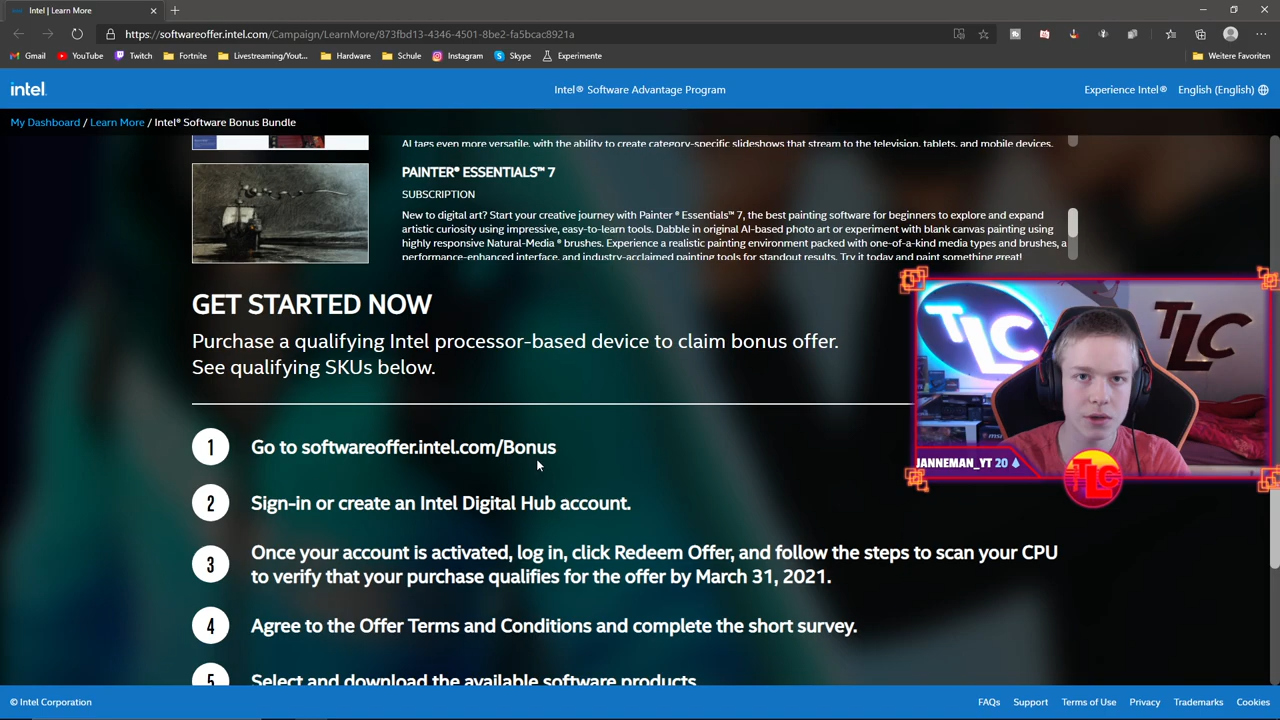 Intel | Learn More
https://softwareoffer.intel.com/Campaign/LearnMore/873fbd13-4346-4501-8be2-fa5bcac8921a
Gmail YouTube Twitch Fortnite Livestreaming/Yout... Hardware Schule Instagram Skype Experimente Weitere Favoriten
intel. Intel® Software Advantage Program Experience Intel® English (English)
My Dashboard / Learn More / Intel® Software Bonus Bundle
AI tags even more versatile, with the ability to create category-specific slideshows that stream to the television, tablets, and mobile devices.
PAINTER® ESSENTIALS™ 7
SUBSCRIPTION
New to digital art? Start your creative journey with Painter ® Essentials™ 7, the best painting software for beginners to explore and expand
artistic curiosity using impressive, easy-to-learn tools. Dabble in original AI-based photo art or experiment with blank canvas painting using
highly responsive Natural-Media ® brushes. Experience a realistic painting environment packed with one-of-a-kind media types and brushes, a
performance-enhanced interface, and industry-acclaimed painting tools for standout results. Try it today and paint something great!
GET STARTED NOW
Purchase a qualifying Intel processor-based device to claim bonus offer.
See qualifying SKUs below.
TLC
TLC
msi
JANNEMAN_YT 20
TLC
1 Go to softwareoffer.intel.com/Bonus
2 Sign-in or create an Intel Digital Hub account.
3 Once your account is activated, log in, click Redeem Offer, and follow the steps to scan your CPU
to verify that your purchase qualifies for the offer by March 31, 2021.
4 Agree to the Offer Terms and Conditions and complete the short survey.
5 Select and download the available software products
© Intel Corporation FAQs Support Terms of Use Privacy Trademarks Cookies